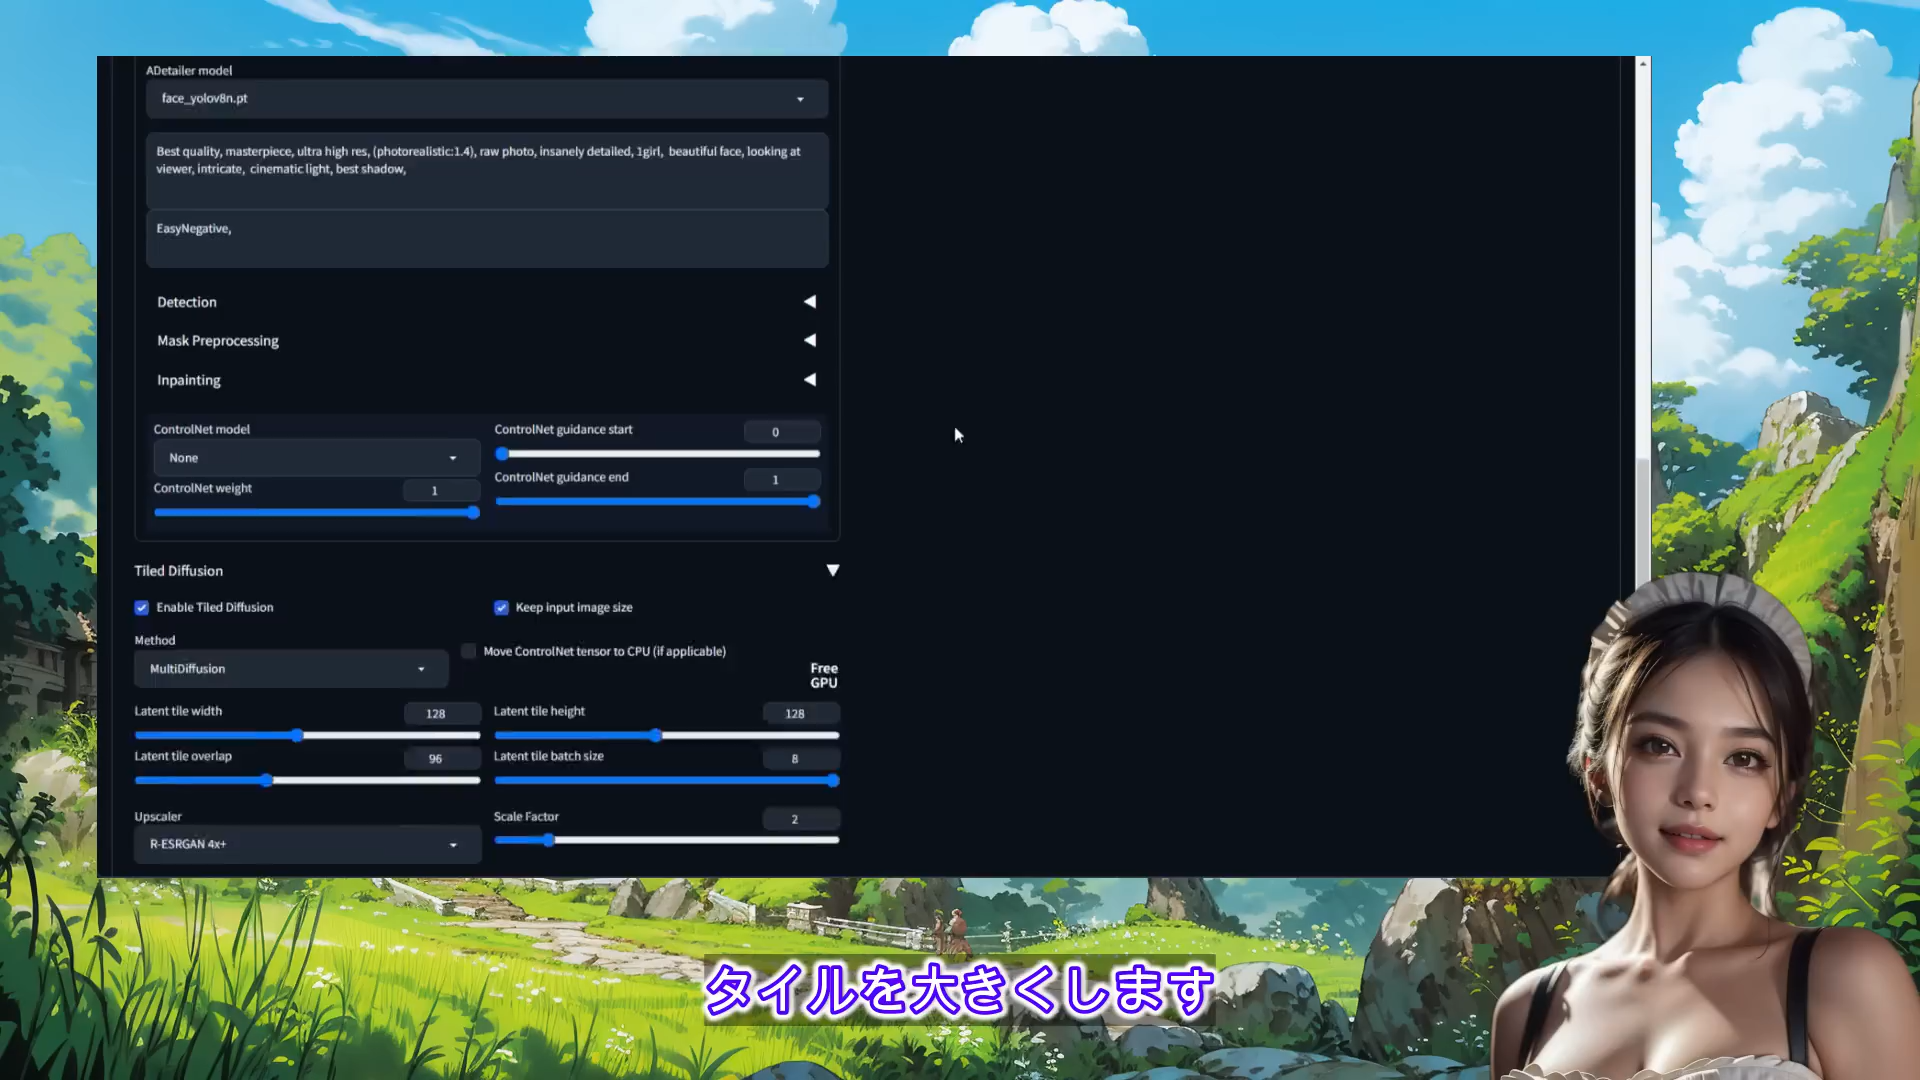 ADetailer model
face_yolov8n.pt
Best quality, masterpiece, ultra high res, (photorealistic:1.4), raw photo, insanely detailed, 1girl,  beautiful face, looking at
viewer, intricate,  cinematic light, best shadow,
EasyNegative,
Detection
Mask Preprocessing
Inpainting
ControlNet model
None
ControlNet weight
1
ControlNet guidance start
0
ControlNet guidance end
1
Tiled Diffusion
Enable Tiled Diffusion
Keep input image size
Method
MultiDiffusion
Move ControlNet tensor to CPU (if applicable)
Free
GPU
Latent tile width
128
Latent tile height
128
Latent tile overlap
96
Latent tile batch size
8
Upscaler
R-ESRGAN 4x+
Scale Factor
2
タイルを大きくします